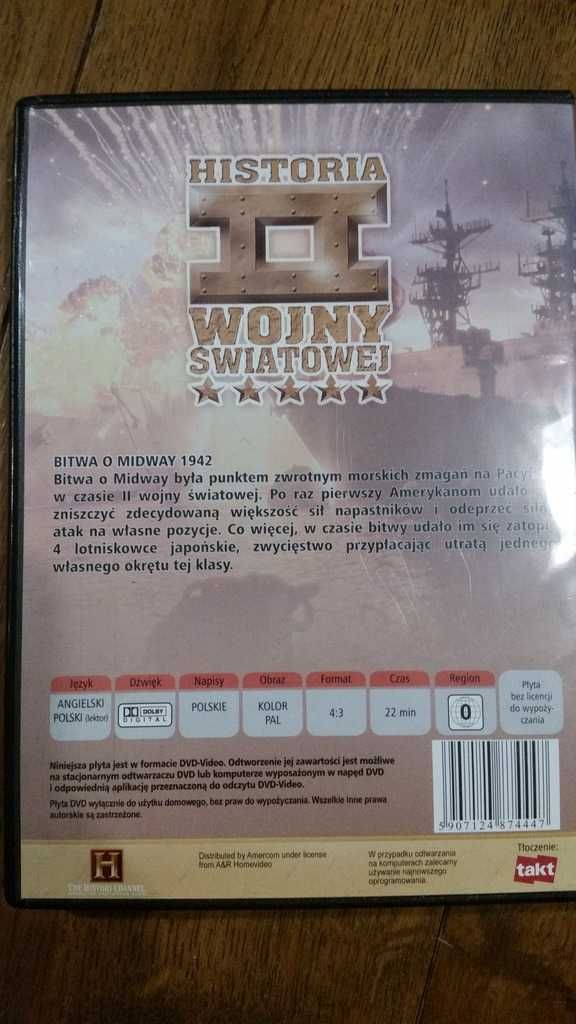 HISTORIA
II
WOJNY
ŚWIATOWEJ
BITWA O MIDWAY 1942
Bitwa o Midway była punktem zwrotnym morskich zmagań na
w czasie II wojny światowej. Po raz pierwszy Amerykanom udało
zniszczyć zdecydowaną większość sił napastników i odeprzeć
atak na własne pozycje. Co więcej, w czasie bitwy udało im się
4 lotniskowce japońskie, zwycięstwo przypłacając utratą jednego
własnego okrętu tej klasy.
Język Dźwięk Napisy Obraz Format Czas Region
ANGIELSKI
POLSKI (lektor)
DOLBY
DIGITAL
POLSKIE
KOLOR
PAL
4:3
22 min
0
Płyta
bez licencji
do wypoży-
czania
Niniejsza płyta jest w formacie DVD-Video. Odtworzenie jej zawartości jest możliwe
na stacjonarnym odtwarzaczu DVD lub komputerze wyposażonym w napęd DVD
i odpowiednią aplikację przeznaczoną do odczytu DVD-Video.
Płyta DVD wyłącznie do użytku domowego, bez praw do wypożyczania. Wszelkie inne prawa
autorskie są zastrzeżone.
5 907124 874447
H
THE HISTORY CHANNEL
Distributed by Amercom under license
from A&R Homevideo
W przypadku odtwarzania
na komputerach zalecamy
używanie najnowszego
oprogramowania.
Tłoczenie:
takt